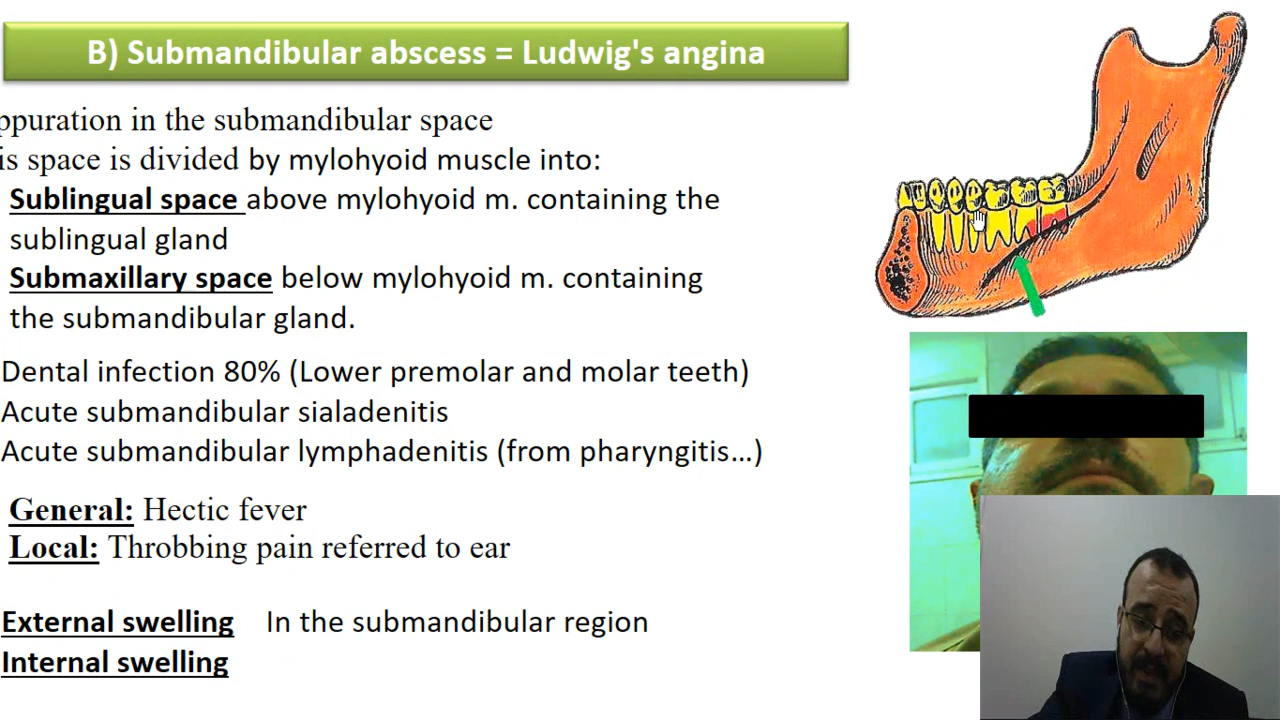 B) Submandibular abscess = Ludwig's angina
ppuration in the submandibular space
is space is divided by mylohyoid muscle into:
Sublingual space above mylohyoid m. containing the
sublingual gland
Submaxillary space below mylohyoid m. containing
the submandibular gland.
Dental infection 80% (Lower premolar and molar teeth)
Acute submandibular sialadenitis
Acute submandibular lymphadenitis (from pharyngitis...)
General: Hectic fever
Local: Throbbing pain referred to ear
External swelling In the submandibular region
Internal swelling